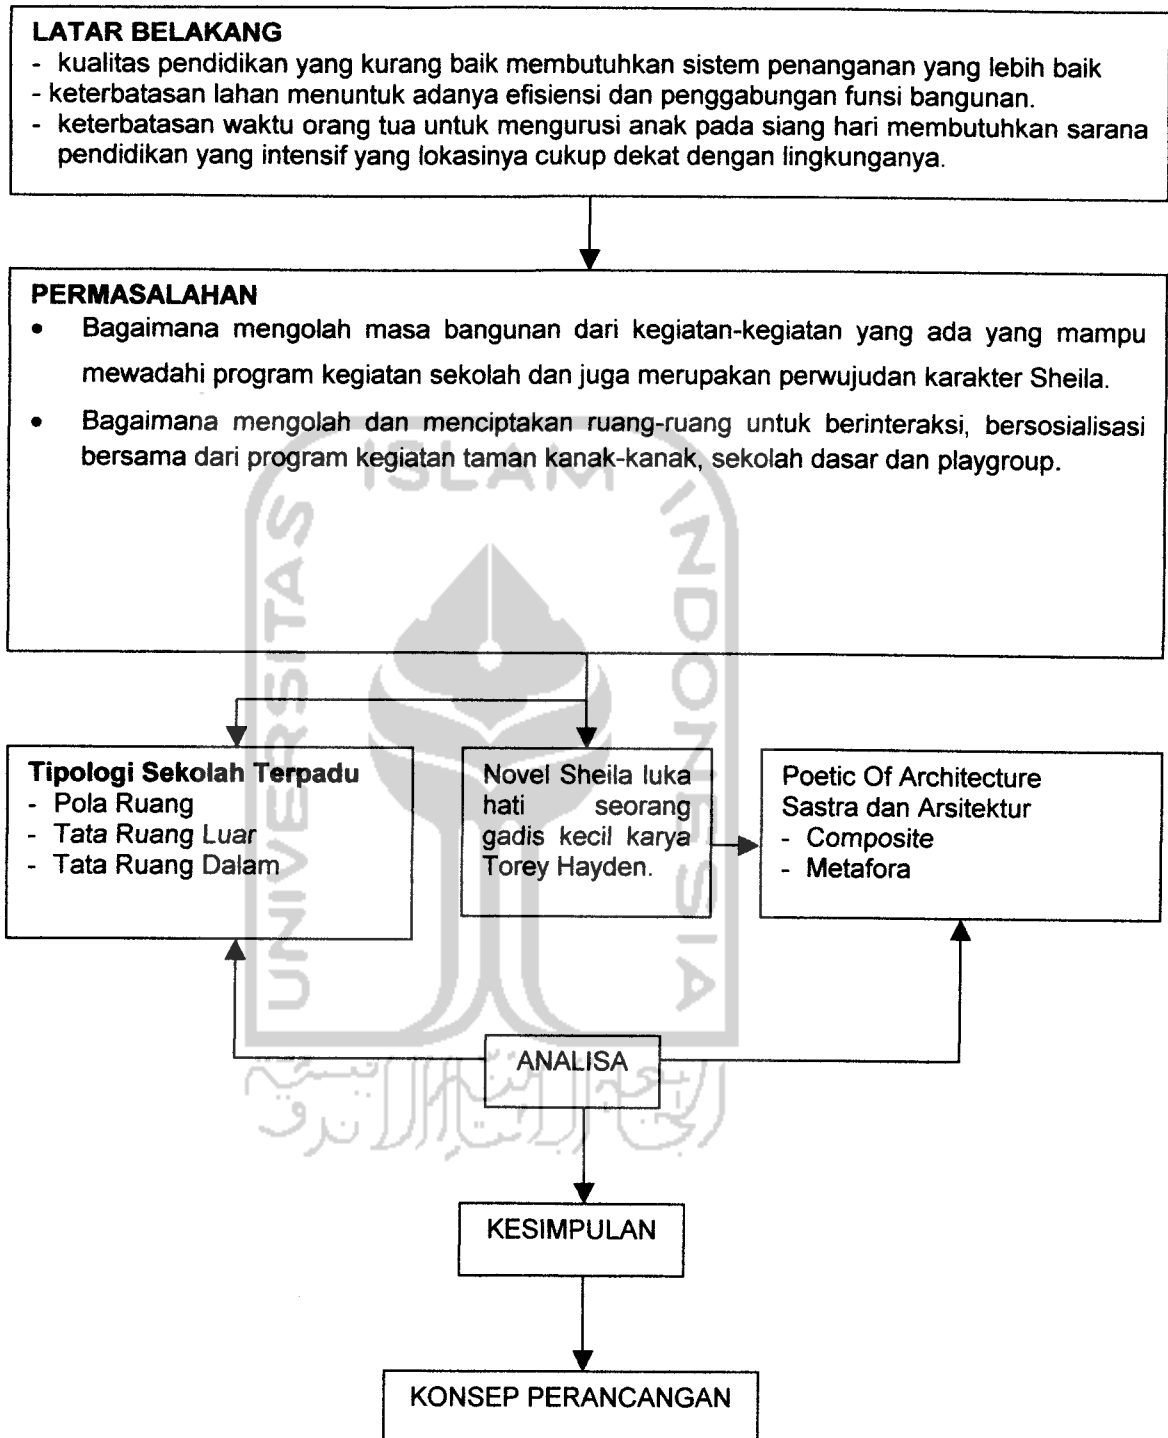 LATAR BELAKANG
- kualitas pendidikan yang kurang baik membutuhkan sistem penanganan yang lebih baik
- keterbatasan lahan menuntuk adanya efisiensi dan penggabungan funsi bangunan.
- keterbatasan waktu orang tua untuk mengurusi anak pada siang hari membutuhkan sarana
pendidikan yang intensif yang lokasinya cukup dekat dengan lingkunganya.
PERMASALAHAN
• Bagaimana mengolah masa bangunan dari kegiatan-kegiatan yang ada yang mampu
mewadahi program kegiatan sekolah dan juga merupakan perwujudan karakter Sheila.
• Bagaimana mengolah dan menciptakan ruang-ruang untuk berinteraksi, bersosialisasi
bersama dari program kegiatan taman kanak-kanak, sekolah dasar dan playgroup.
Tipologi Sekolah Terpadu
- Pola Ruang
- Tata Ruang Luar
- Tata Ruang Dalam
Novel Sheila luka
hati seorang
gadis kecil karya
Torey Hayden.
Poetic Of Architecture
Sastra dan Arsitektur
- Composite
- Metafora
ANALISA
KESIMPULAN
KONSEP PERANCANGAN
UNIVERSITAS
ISLAM
INDONESIA